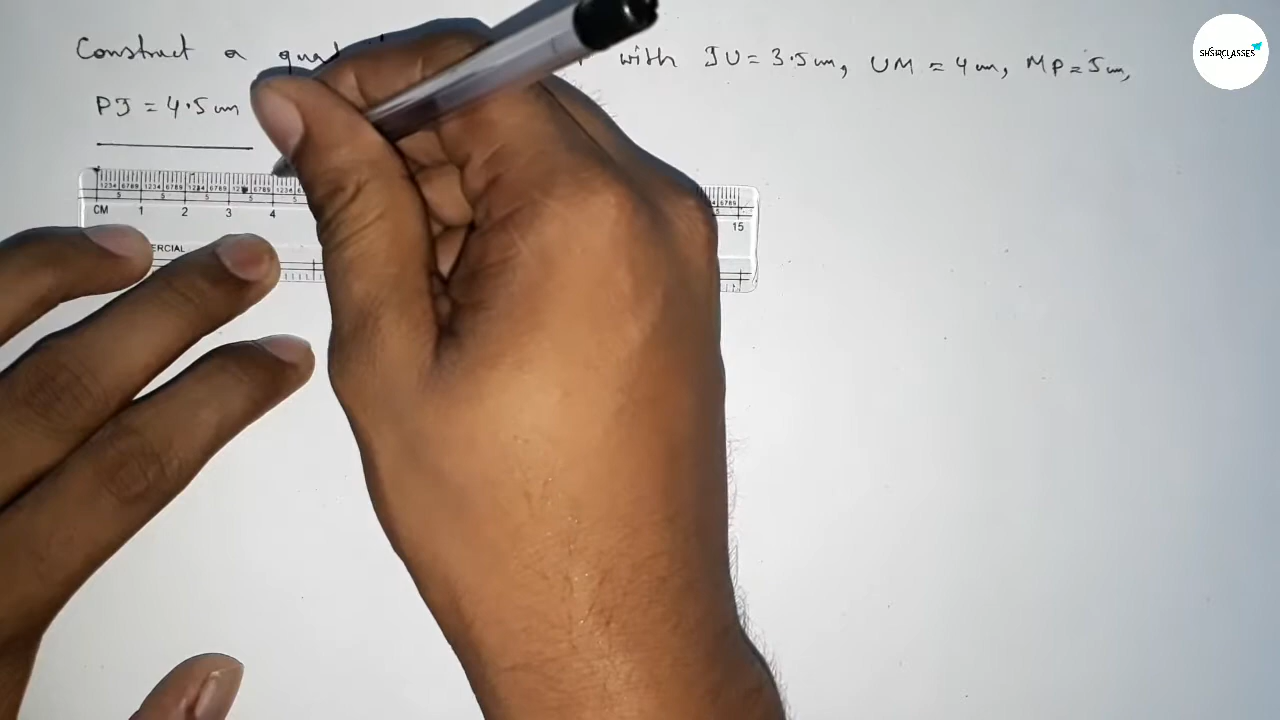 Construct a with JU = 3.5 cm, UM = 4 cm, MP = 5 cm,
PJ = 4.5 cm
SHSIRCLASSES
CM 1 2 3 4 15
ERCIAL